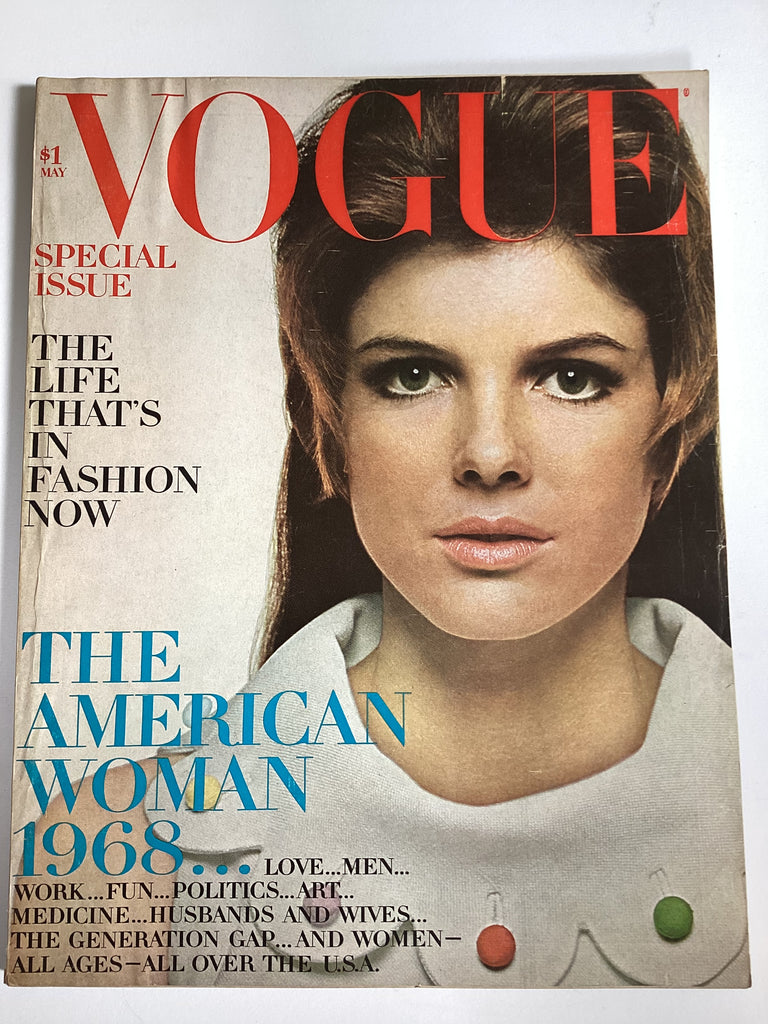 VOGUE
®
$1
MAY
SPECIAL
ISSUE
THE
LIFE
THAT'S
IN
FASHION
NOW
THE
AMERICAN
WOMAN
1968... LOVE...MEN...
WORK...FUN...POLITICS...ART...
MEDICINE...HUSBANDS AND WIVES...
THE GENERATION GAP...AND WOMEN—
ALL AGES—ALL OVER THE U.S.A.